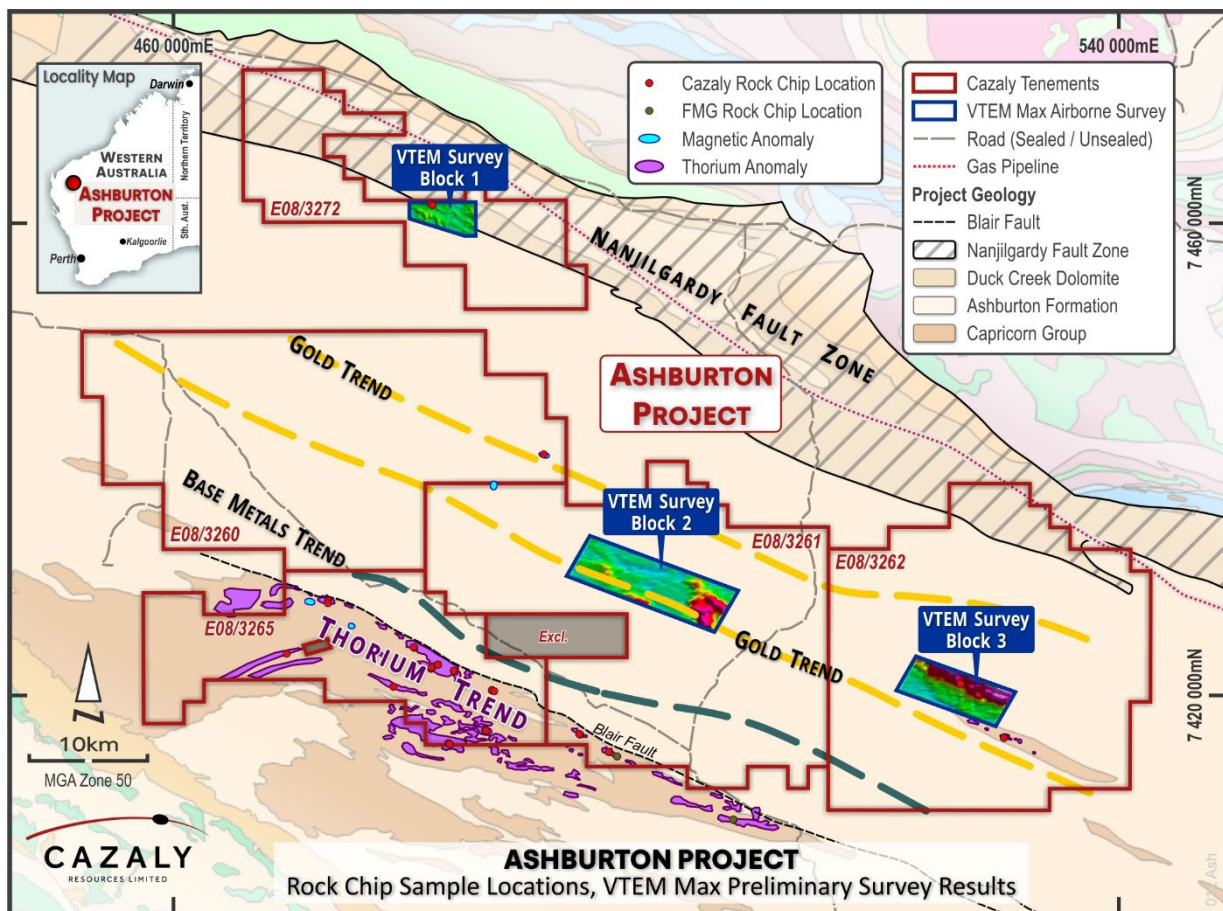 460 000mE
540 000mE
7 460 000mN
7 420 000mN
Locality Map
Darwin
Northern Territory
WESTERN
AUSTRALIA
ASHBURTON
PROJECT
Sth. Aust.
Kalgoorlie
Perth
Cazaly Rock Chip Location
FMG Rock Chip Location
Magnetic Anomaly
Thorium Anomaly
Cazaly Tenements
VTEM Max Airborne Survey
Road (Sealed / Unsealed)
Gas Pipeline
Project Geology
Blair Fault
Nanjilgardy Fault Zone
Duck Creek Dolomite
Ashburton Formation
Capricorn Group
VTEM Survey
Block 1
E08/3272
NANJILGARDY FAULT ZONE
GOLD TREND
ASHBURTON
PROJECT
BASE METALS TREND
VTEM Survey
Block 2
E08/3260
E08/3261
E08/3262
E08/3265
THORIUM TREND
Excl.
GOLD TREND
VTEM Survey
Block 3
Blair Fault
N
10km
MGA Zone 50
CAZALY
RESOURCES LIMITED
ASHBURTON PROJECT
Rock Chip Sample Locations, VTEM Max Preliminary Survey Results